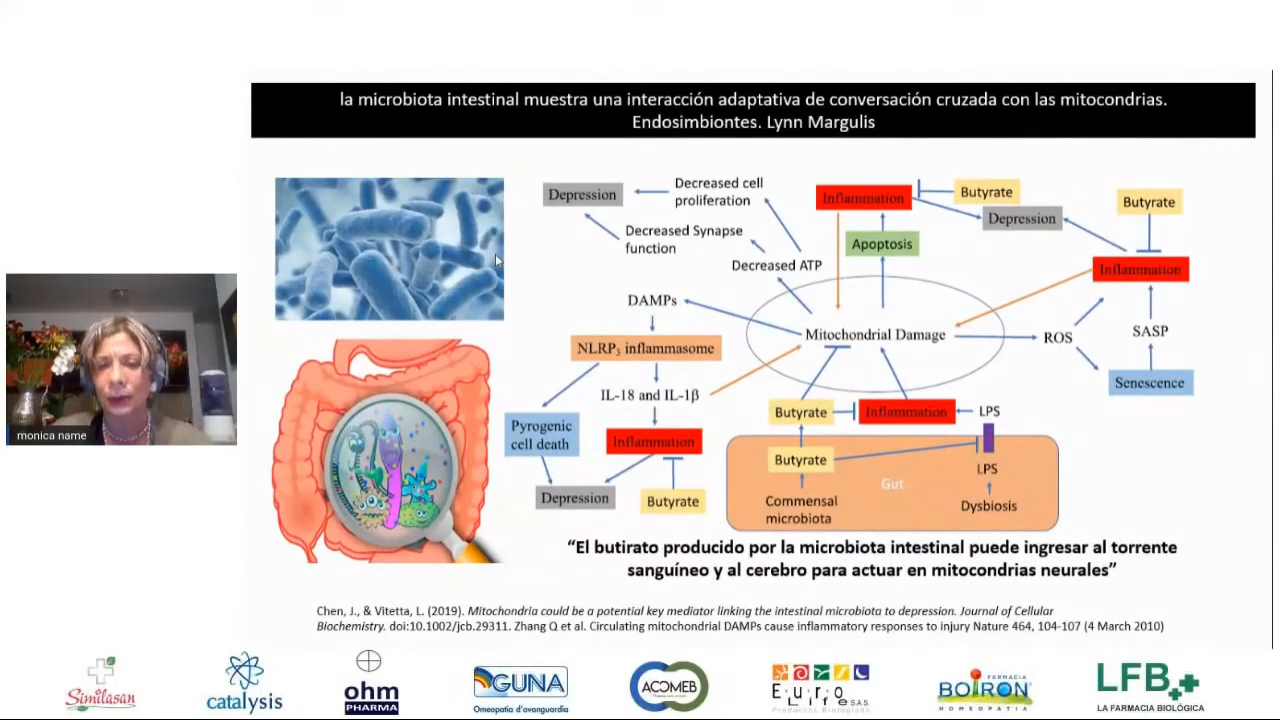 la microbiota intestinal muestra una interacción adaptativa de conversación cruzada con las mitocondrias.
Endosimbiontes. Lynn Margulis
Depression
Decreased cell
proliferation
Decreased Synapse
function
Decreased ATP
Inflammation
Butyrate
Depression
Butyrate
Apoptosis
Inflammation
DAMPs
Mitochondrial Damage
ROS
SASP
NLRP3 inflammasome
Senescence
IL-18 and IL-1β
Pyrogenic
cell death
Inflammation
Depression
Butyrate
Butyrate
Inflammation
LPS
Butyrate
LPS
Gut
Commensal
microbiota
Dysbiosis
monica name
“El butirato producido por la microbiota intestinal puede ingresar al torrente
sanguíneo y al cerebro para actuar en mitocondrias neurales”
Chen, J., & Vitetta, L. (2019). Mitochondria could be a potential key mediator linking the intestinal microbiota to depression. Journal of Cellular
Biochemistry. doi:10.1002/jcb.29311. Zhang Q et al. Circulating mitochondrial DAMPs cause inflammatory responses to injury Nature 464, 104-107 (4 March 2010)
Similasan
catalysis
ohm
PHARMA
GUNA
Omeopatia d'avanguardia
ACOMEB
Euro
Life S.A.S.
Productos Biológicos
FARMACIA
BOIRON
HOMEOPATIA
LFB
LA FARMACIA BIOLÓGICA